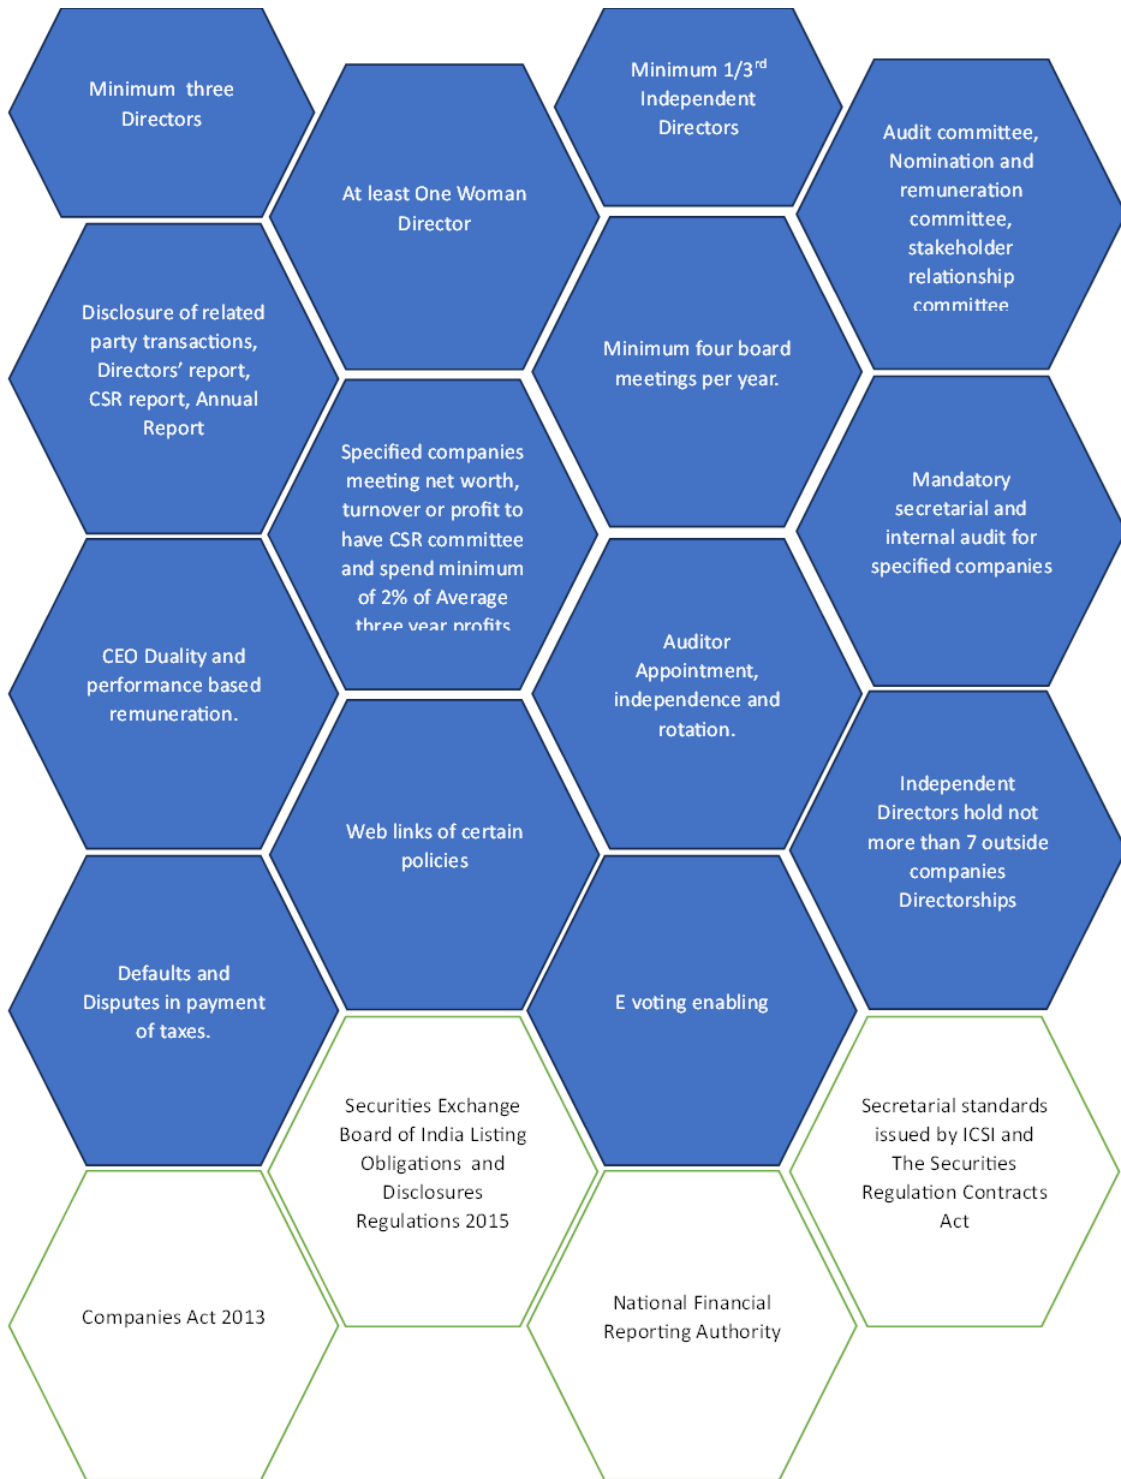 Minimum three
Directors
At least One Woman
Director
Minimum 1/3rd
Independent
Directors
Audit committee,
Nomination and
remuneration
committee,
stakeholder
relationship
committee
Disclosure of related
party transactions,
Directors’ report,
CSR report, Annual
Report
Specified companies
meeting net worth,
turnover or profit to
have CSR committee
and spend minimum
of 2% of Average
three year profits
Minimum four board
meetings per year.
Mandatory
secretarial and
internal audit for
specified companies
CEO Duality and
performance based
remuneration.
Web links of certain
policies
Auditor
Appointment,
independence and
rotation.
Independent
Directors hold not
more than 7 outside
companies
Directorships
Defaults and
Disputes in payment
of taxes.
Securities Exchange
Board of India Listing
Obligations and
Disclosures
Regulations 2015
E voting enabling
Secretarial standards
issued by ICSI and
The Securities
Regulation Contracts
Act
Companies Act 2013
National Financial
Reporting Authority